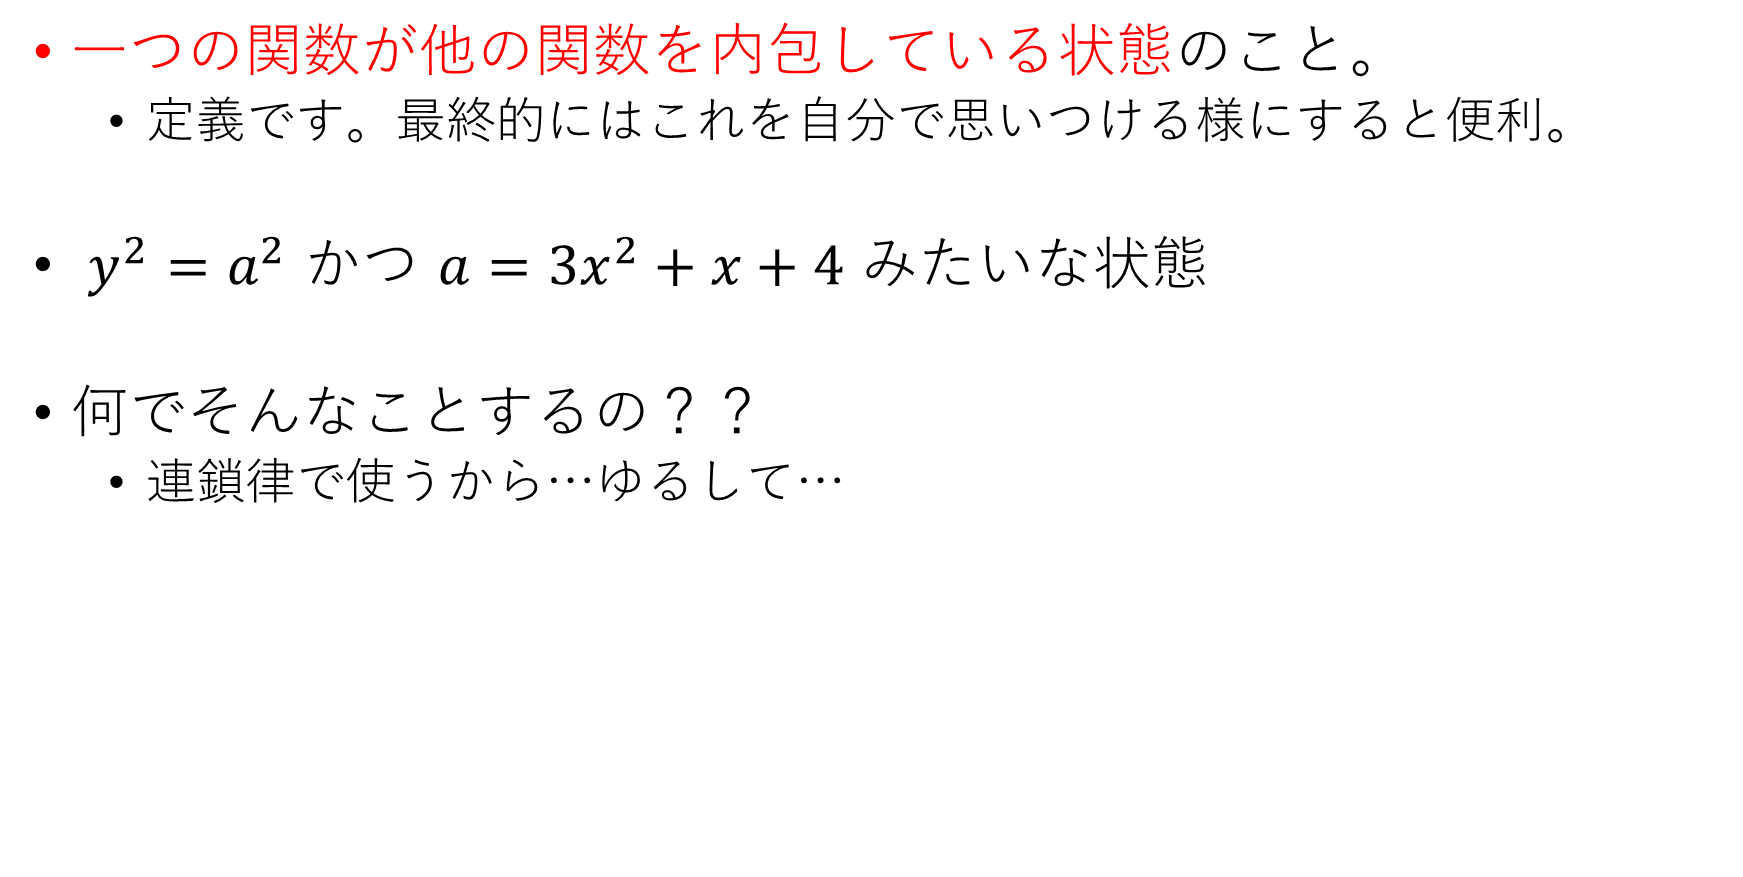 • 一つの関数が他の関数を内包している状態のこと。
• 定義です。最終的にはこれを自分で思いつける様にすると便利。
• y² = a² かつ a = 3x² + x + 4 みたいな状態
• 何でそんなことするの？？
• 連鎖律で使うから…ゆるして…